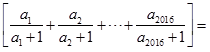 [a₁/(a₁+1) + a₂/(a₂+1) + ··· + a₂₀₁₆/(a₂₀₁₆+1)] =